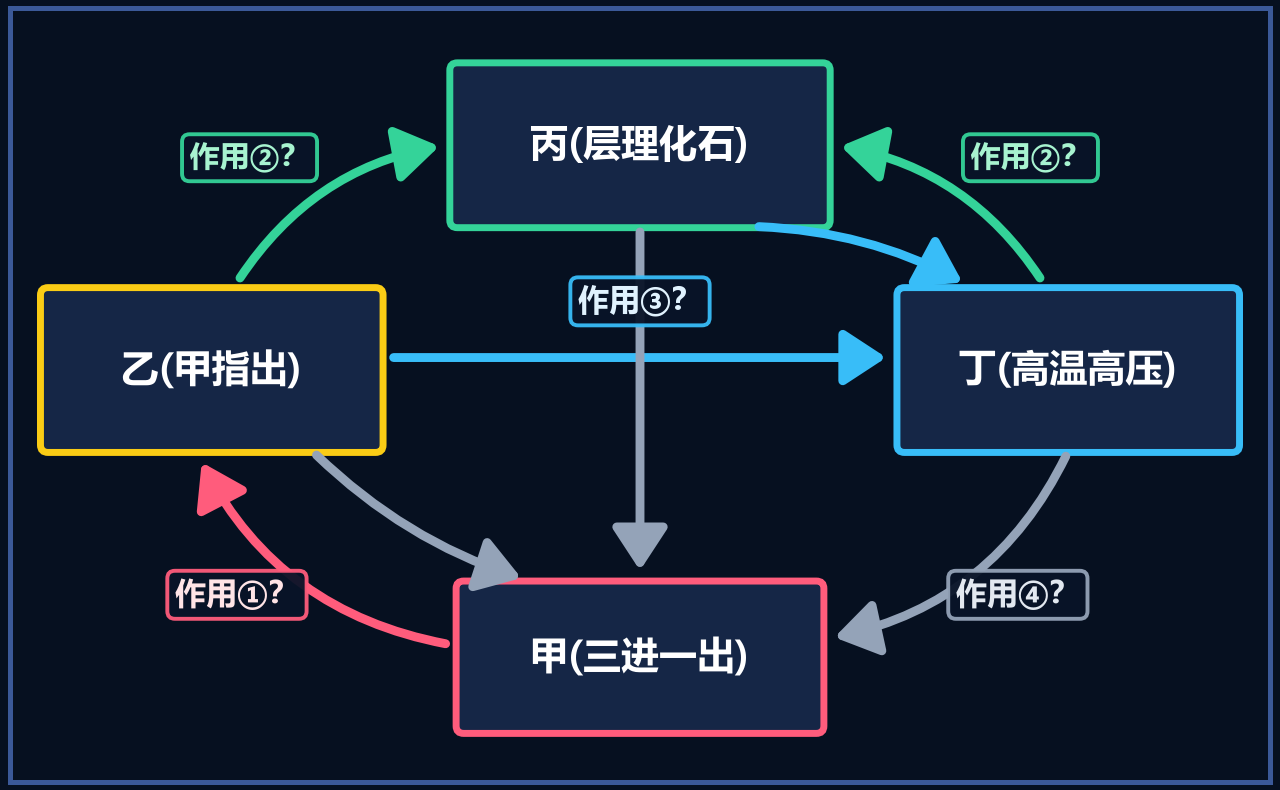 丙(层理化石)
作用②?
作用②?
作用③?
乙(甲指出)
丁(高温高压)
作用①?
作用④?
甲(三进一出)